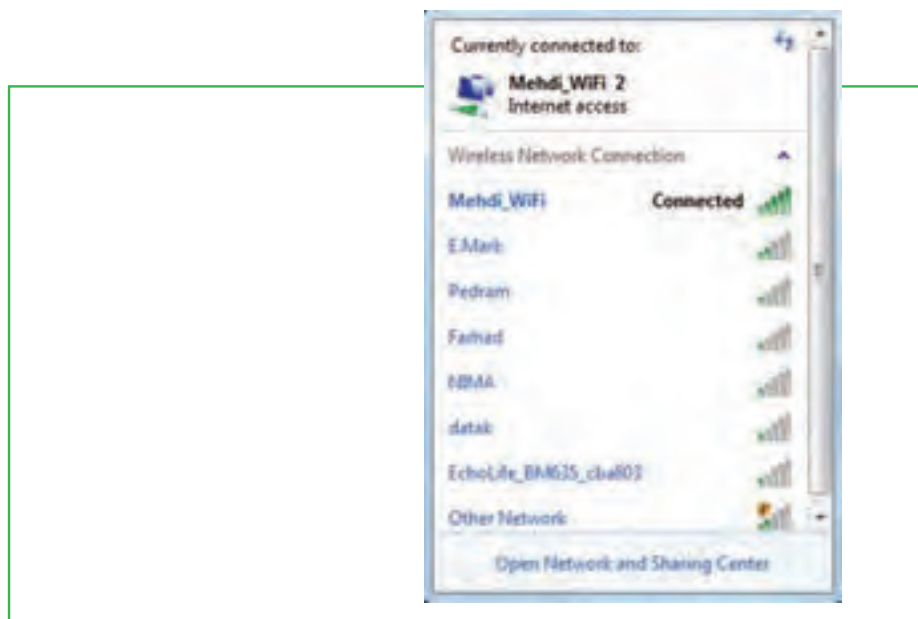 Currently connected to:
Mehdi_WiFi 2
Internet access
Wireless Network Connection
Mehdi_WiFi Connected
E.Mark
Pedram
Farhad
NIMA
datak
EchoLife_BM635_cba803
Other Network
Open Network and Sharing Center